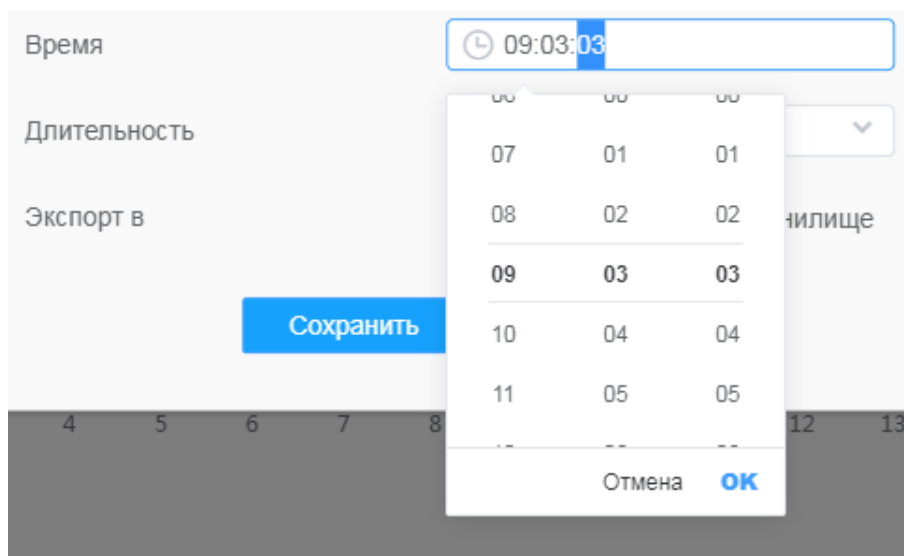 Время
09:03:03
Длительность
07 01 01
Экспорт в
08 02 02
нилище
09 03 03
Сохранить
10 04 04
11 05 05
4 5 6 7 8 12 13
Отмена OK